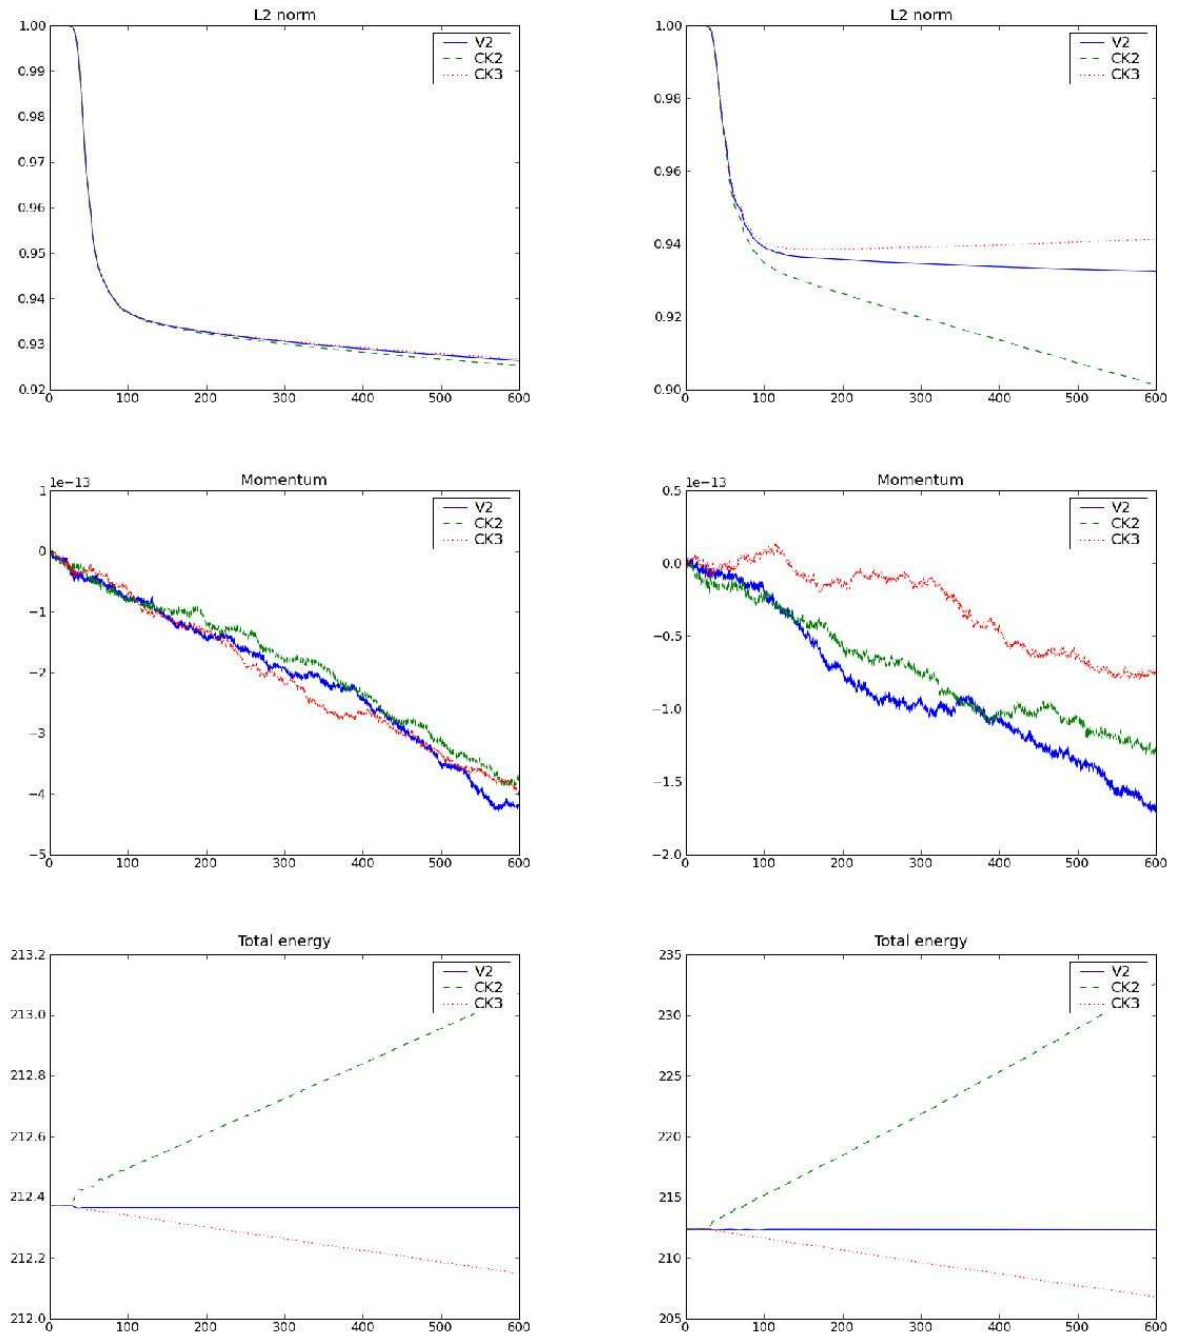 L2 norm
1.00
0.99
0.98
0.97
0.96
0.95
0.94
0.93
0.92
0 100 200 300 400 500 600
V2
CK2
CK3
L2 norm
1.00
0.98
0.96
0.94
0.92
0.90
0 100 200 300 400 500 600
V2
CK2
CK3
Momentum
1e−13
1
0
−1
−2
−3
−4
−5
0 100 200 300 400 500 600
V2
CK2
CK3
Momentum
1e−13
0.5
0.0
−0.5
−1.0
−1.5
−2.0
0 100 200 300 400 500 600
V2
CK2
CK3
Total energy
213.2
213.0
212.8
212.6
212.4
212.2
212.0
0 100 200 300 400 500 600
V2
CK2
CK3
Total energy
235
230
225
220
215
210
205
0 100 200 300 400 500 600
V2
CK2
CK3